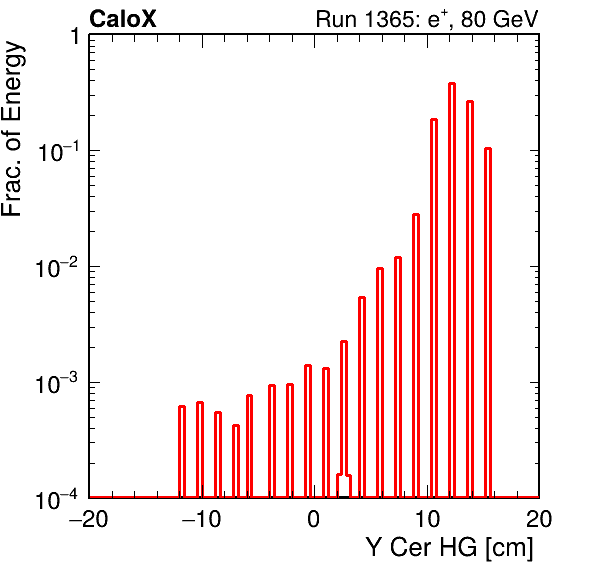 CaloX Run 1365: e⁺, 80 GeV
Frac. of Energy
1
10⁻¹
10⁻²
10⁻³
10⁻⁴
−20 −10 0 10 20
Y Cer HG [cm]